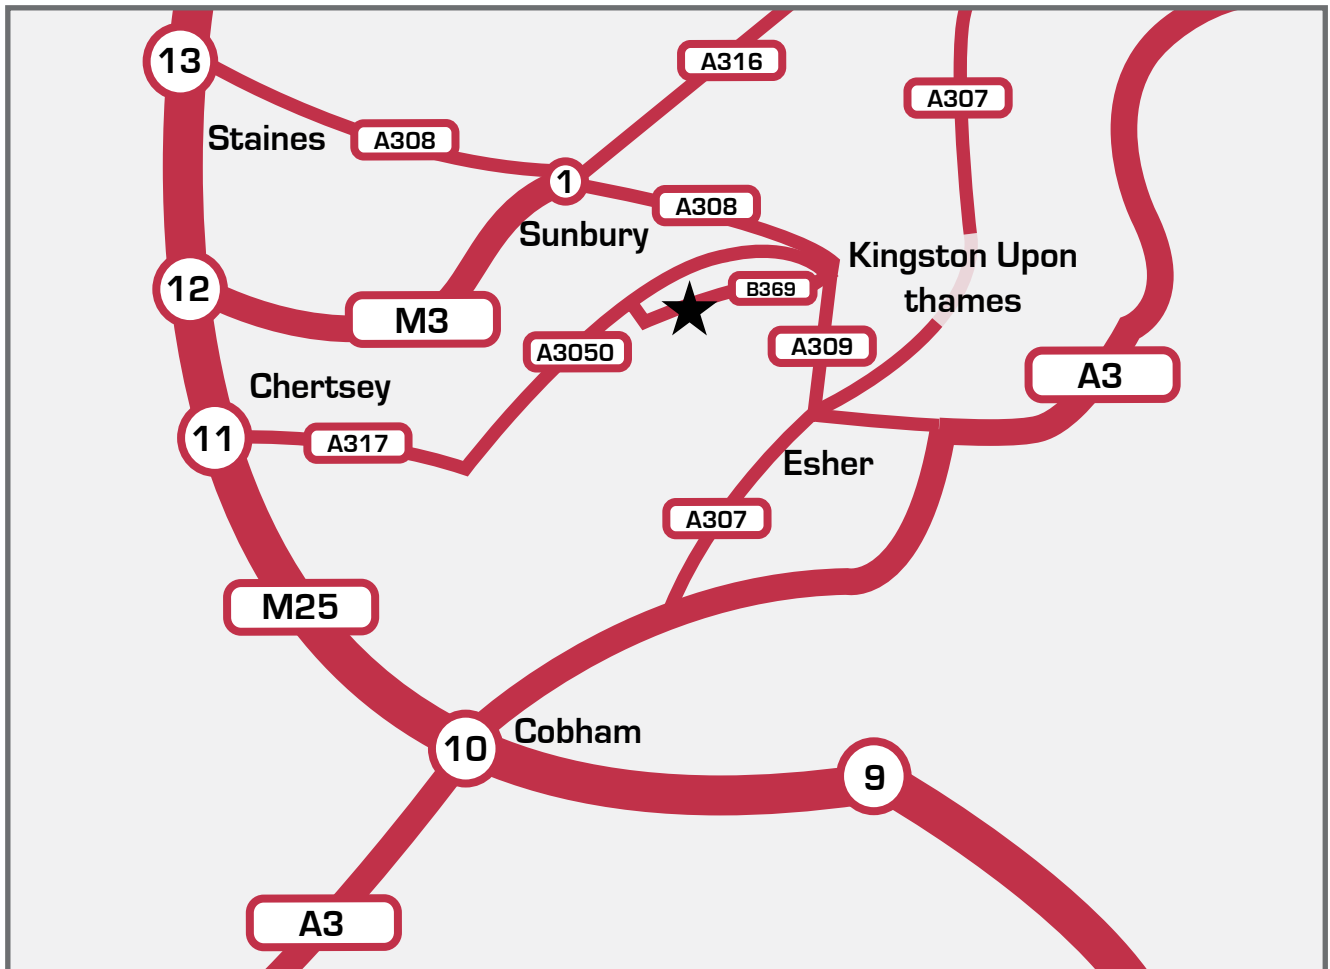 13
A316
A307
Staines
A308
1
A308
Sunbury
Kingston Upon
thames
12
M3
B369
A3050
A309
A3
Chertsey
11
A317
Esher
A307
M25
10
Cobham
9
A3